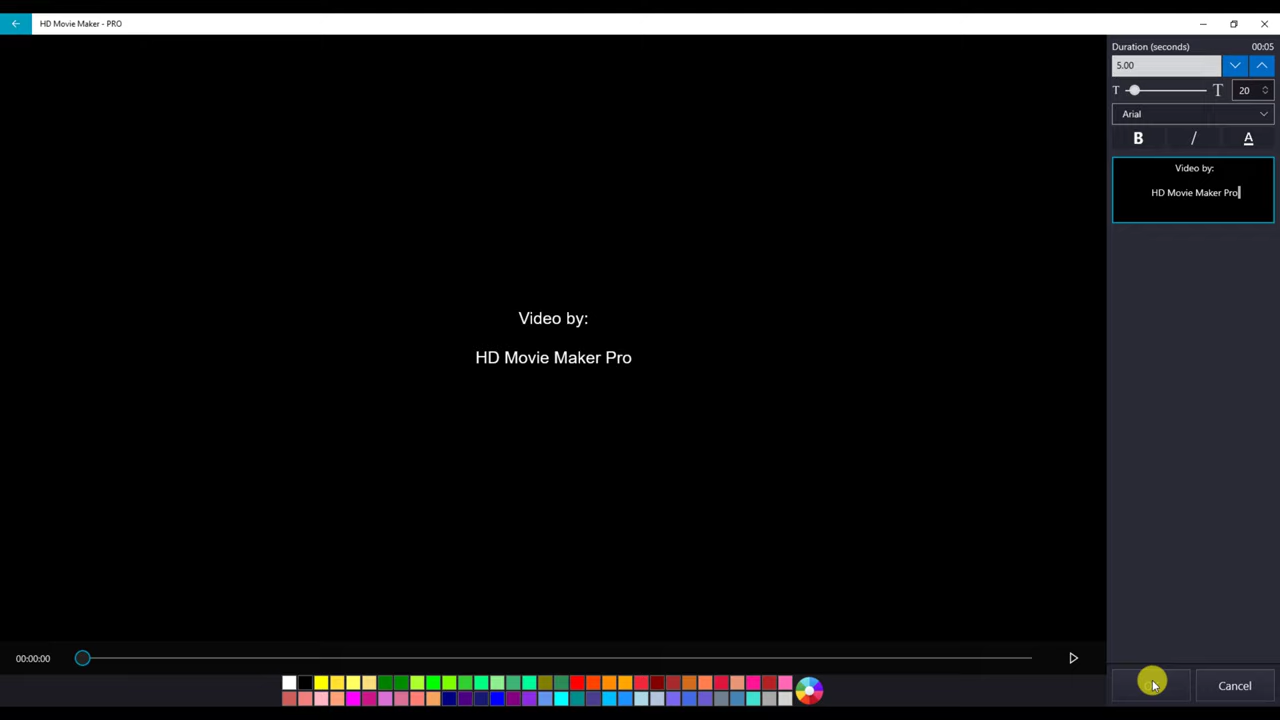 HD Movie Maker - PRO
Duration (seconds) 00:05
5.00
T T 20
Arial
B / A
Video by:
HD Movie Maker Pro
Video by:
HD Movie Maker Pro
00:00:00
Cancel